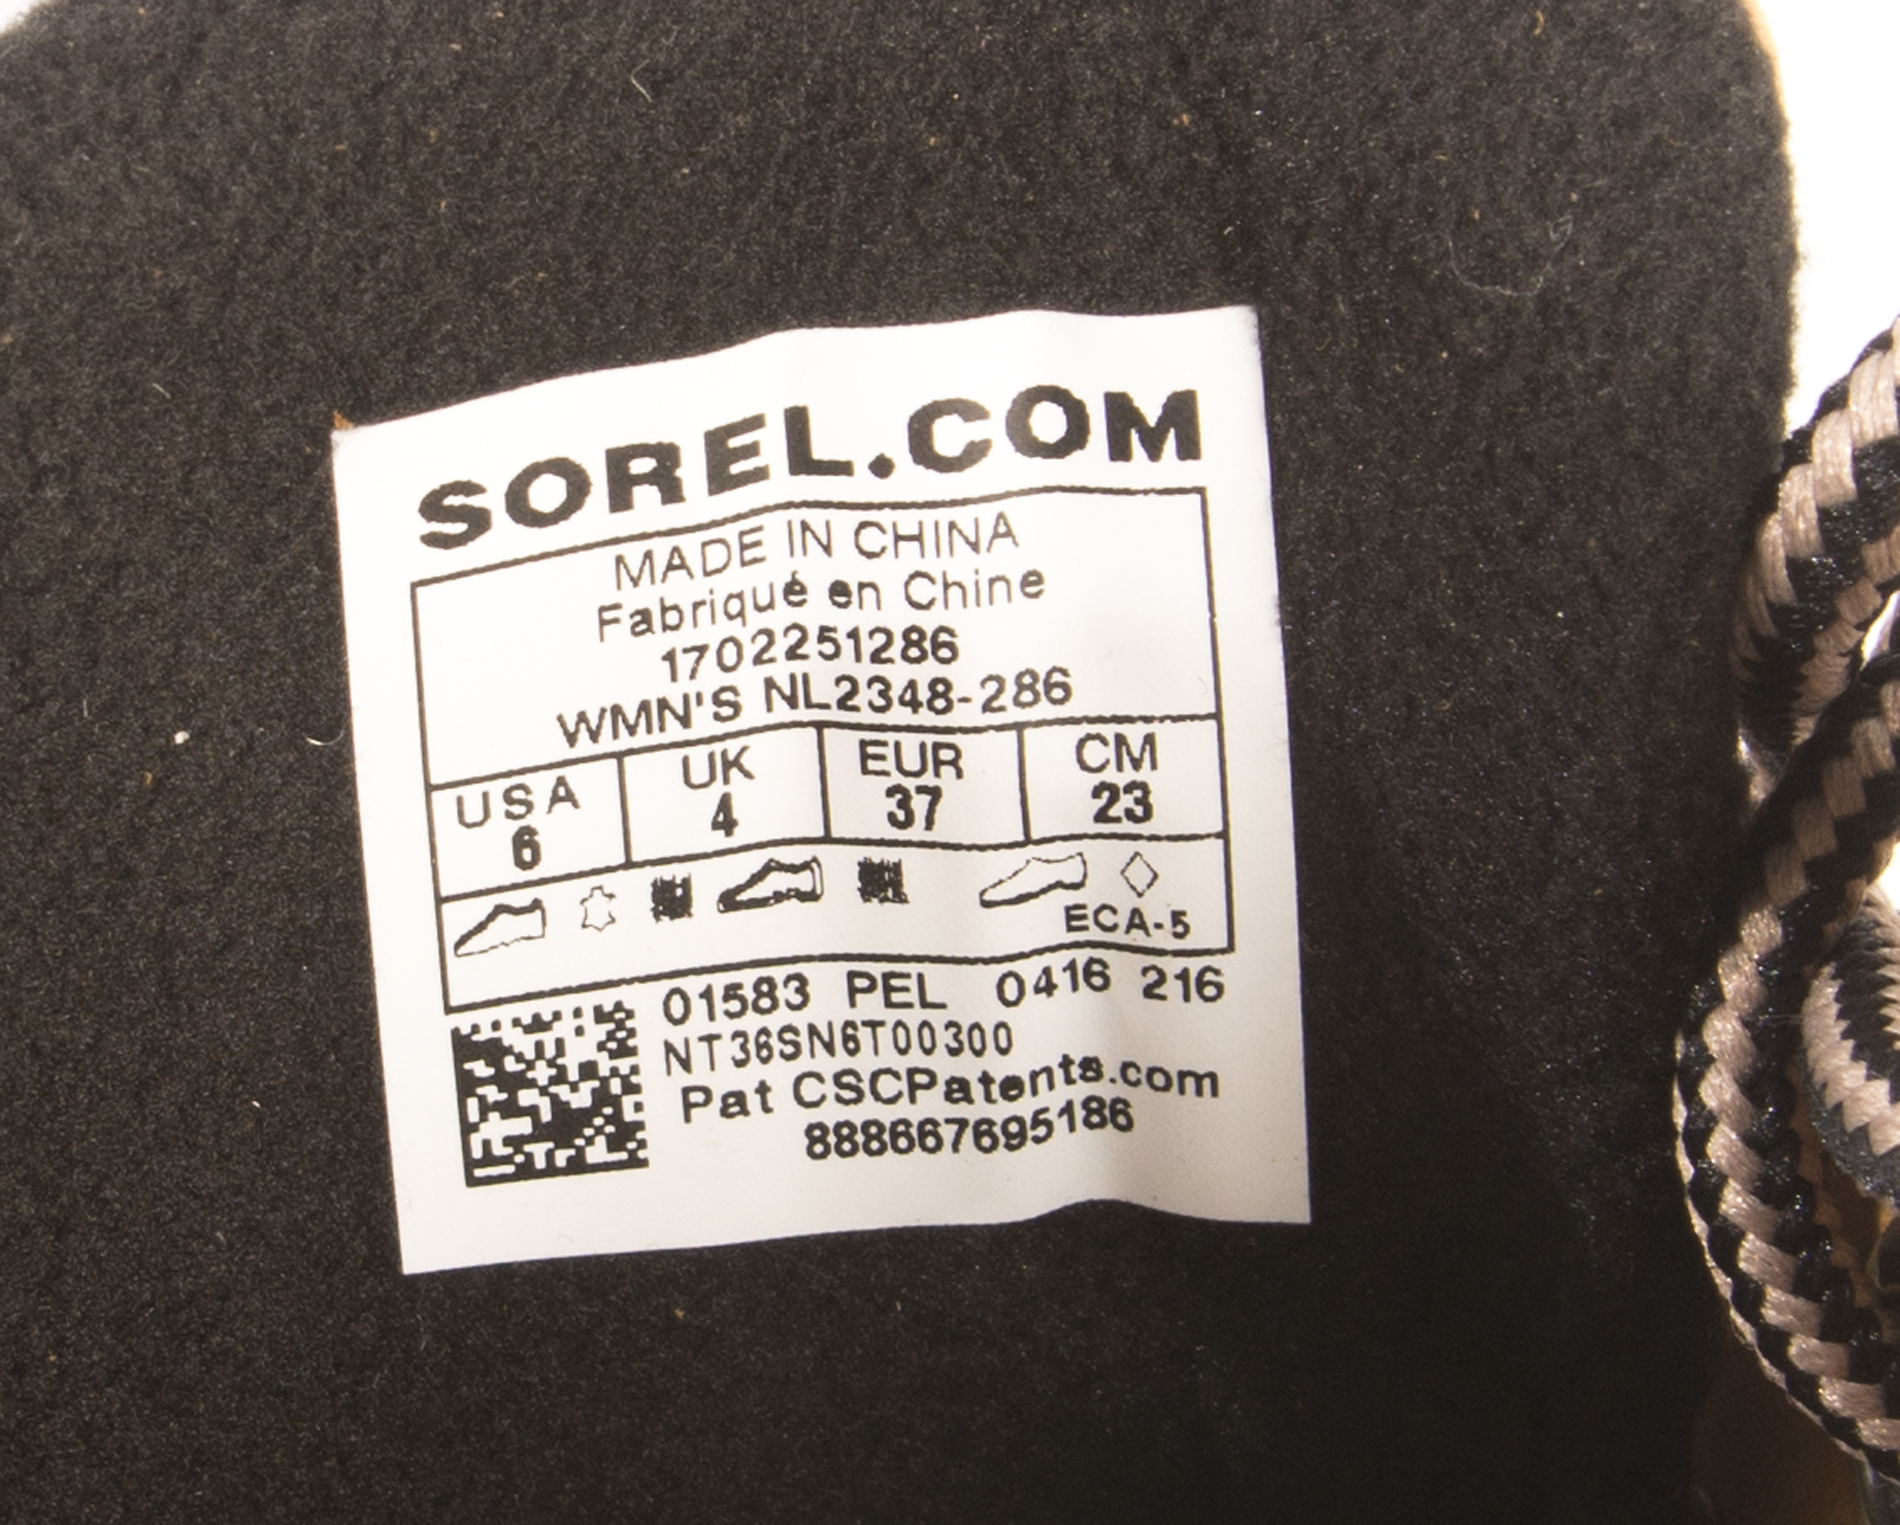 SOREL.COM
MADE IN CHINA
Fabriqué en Chine
1702251286
WMN'S NL2348-286
USA UK EUR CM
6 4 37 23
ECA-5
01583 PEL 0416 216
NT36SN6T00300
Pat CSCPatents.com
888667695186